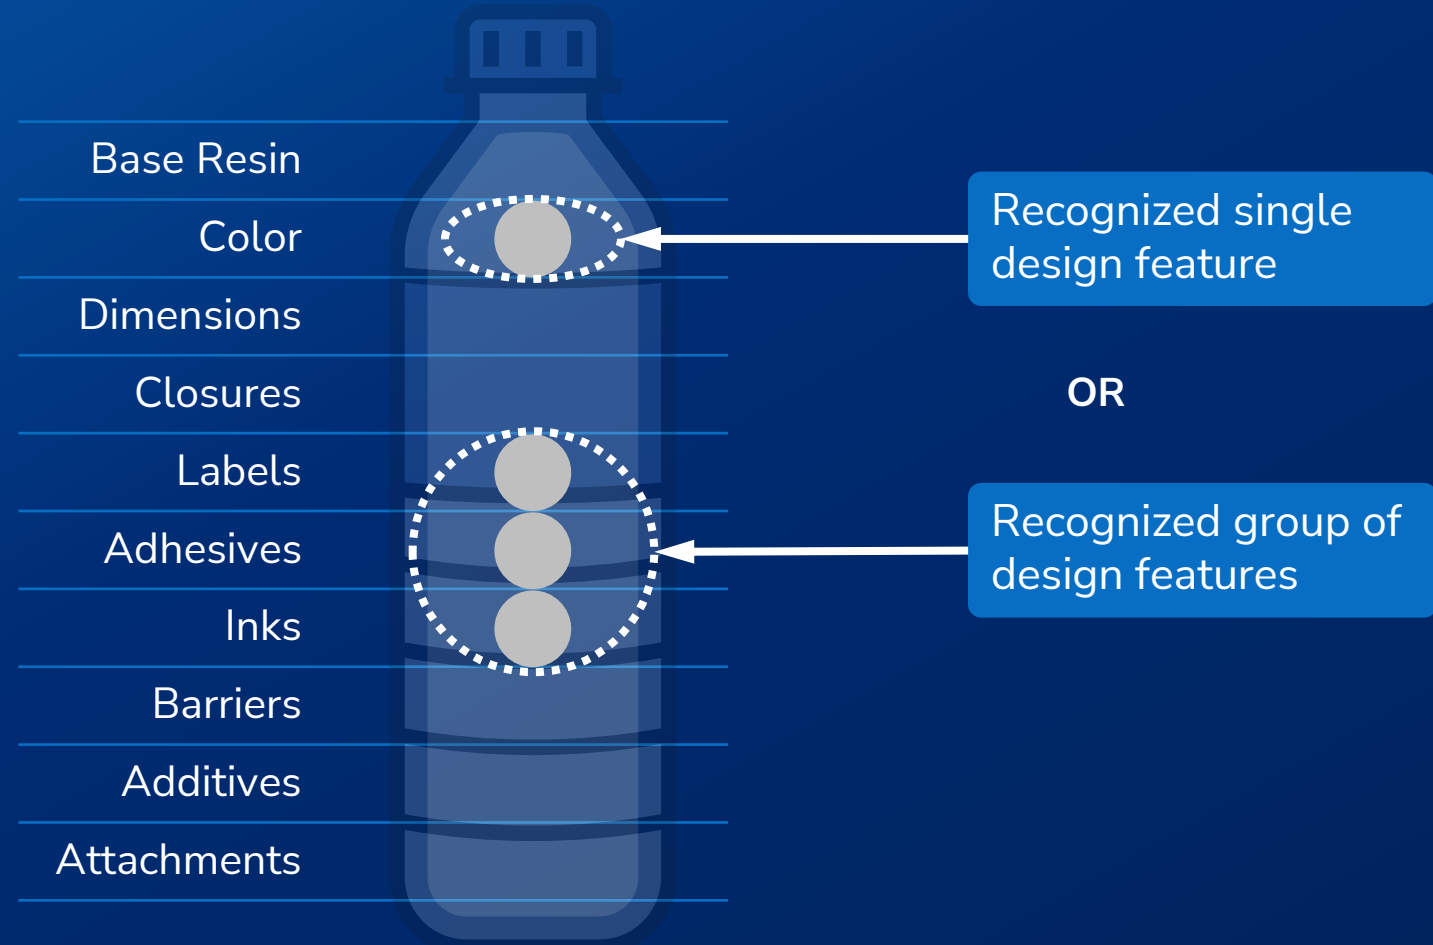 Base Resin
Color
Dimensions
Closures
Labels
Adhesives
Inks
Barriers
Additives
Attachments
Recognized single
design feature
OR
Recognized group of
design features